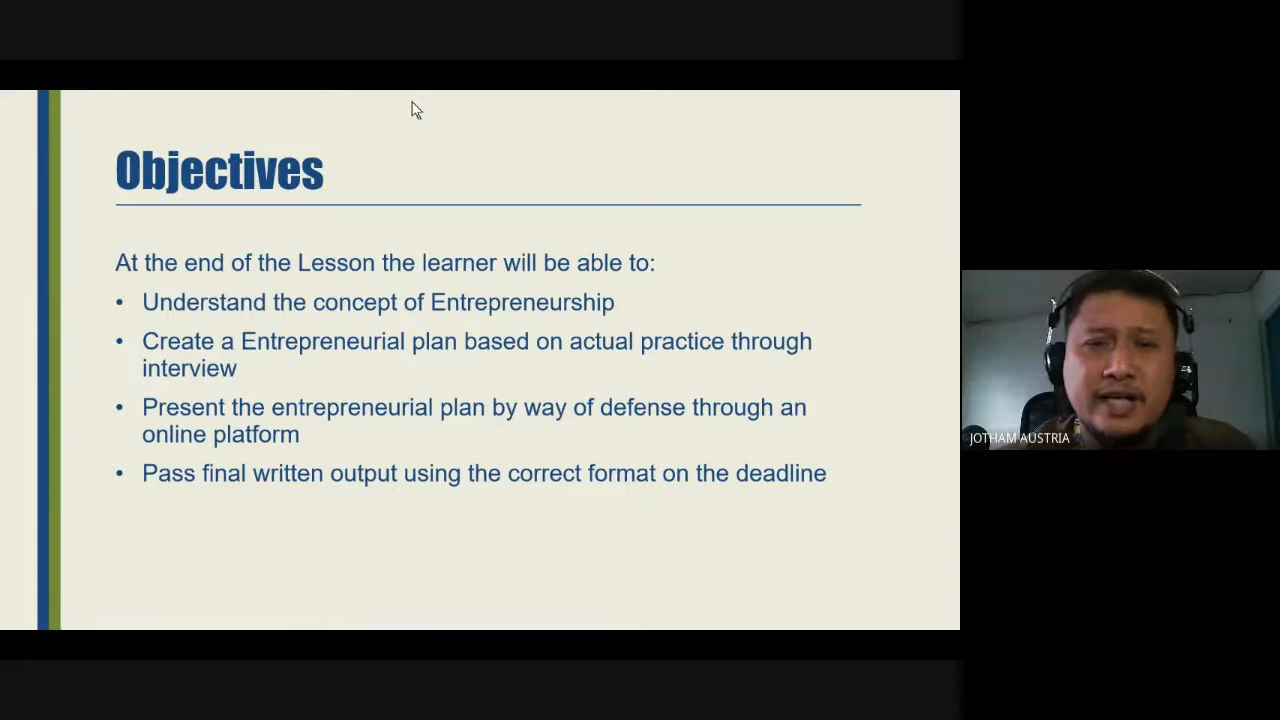 Objectives
At the end of the Lesson the learner will be able to:
• Understand the concept of Entrepreneurship
• Create a Entrepreneurial plan based on actual practice through
interview
• Present the entrepreneurial plan by way of defense through an
online platform
• Pass final written output using the correct format on the deadline
JOTHAM AUSTRIA